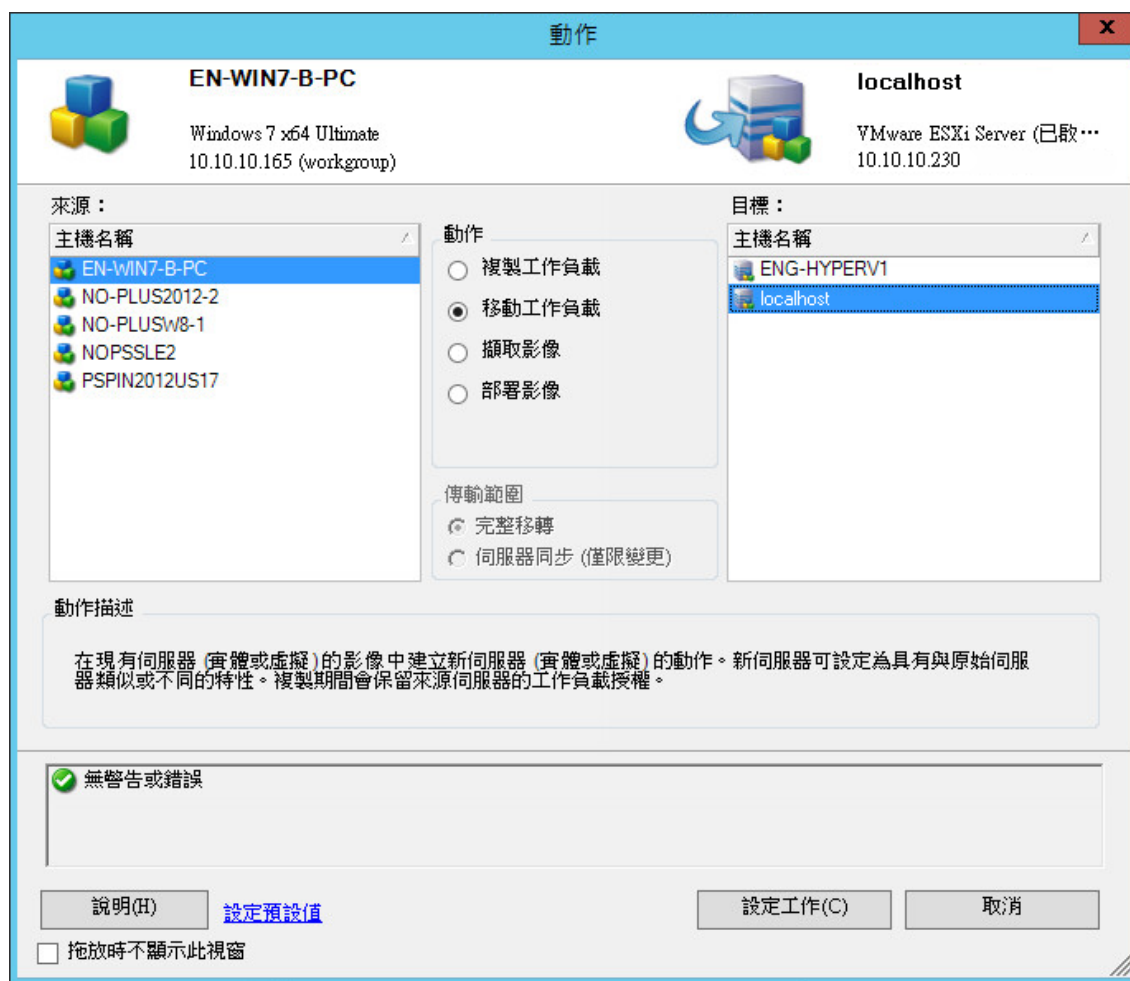 動作
x
EN-WIN7-B-PC
Windows 7 x64 Ultimate
10.10.10.165 (workgroup)
localhost
VMware ESXi Server (已啟⋯
10.10.10.230
來源：
主機名稱
EN-WIN7-B-PC
NO-PLUS2012-2
NO-PLUSW8-1
NOPSSLE2
PSPIN2012US17
動作
複製工作負載
移動工作負載
擷取影像
部署影像
傳輸範圍
完整移轉
伺服器同步 (僅限變更)
目標：
主機名稱
ENG-HYPERV1
localhost
動作描述
在現有伺服器 (實體或虛擬)的影像中建立新伺服器 (實體或虛擬)的動作。新伺服器可設定為具有與原始伺服
器類似或不同的特性。複製期間會保留來源伺服器的工作負載授權。
無警告或錯誤
說明(H)
設定預設值
設定工作(C)
取消
拖放時不顯示此視窗